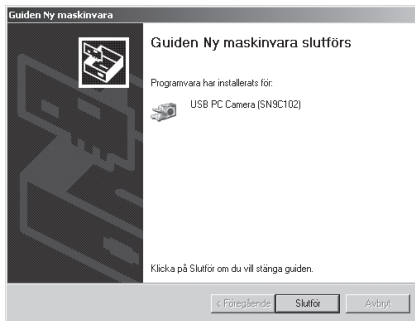 Guiden Ny maskinvara
Guiden Ny maskinvara slutförs
Programvara har installerats för:
USB PC Camera (SN9C102)
Klicka på Slutför om du vill stänga guiden.
< Föregående
Slutför
Avbryt